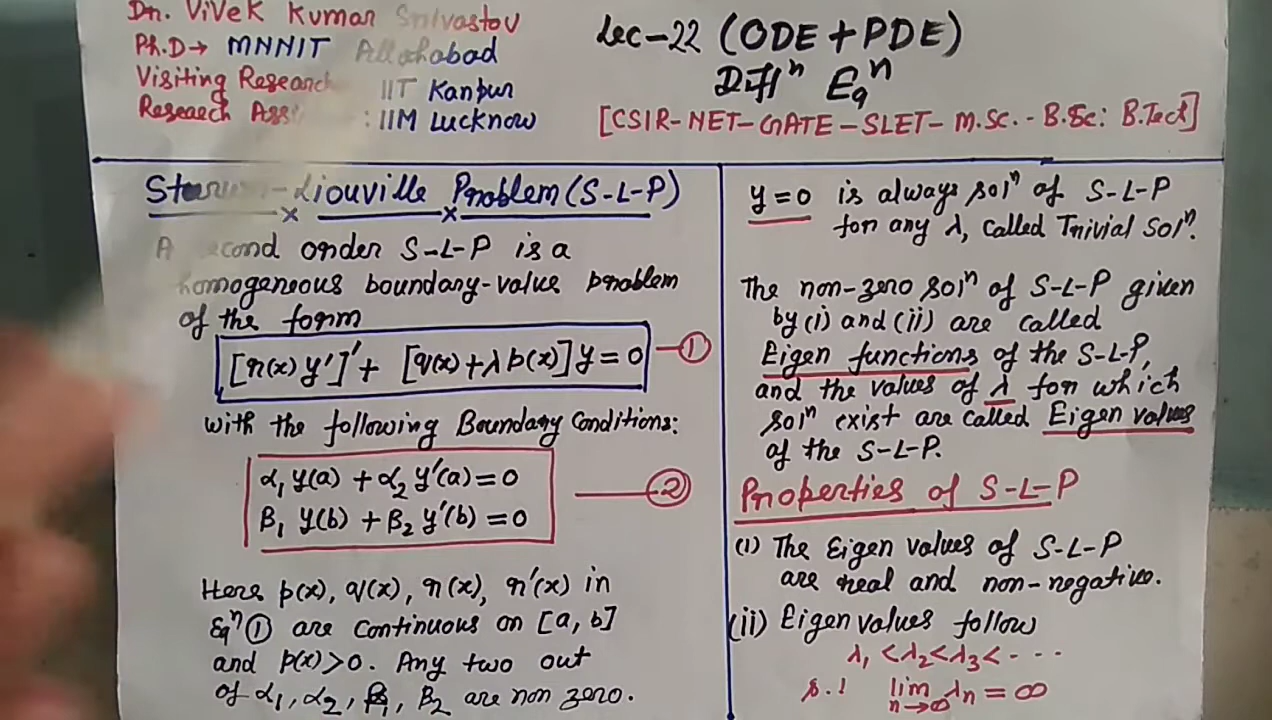 Dr. Vivek Kumar Srivastav
Ph.D → MNNIT Allahabad
Visiting Research IIT Kanpur
Reseaech Ass : IIM Lucknow
Lec-22 (ODE + PDE)
Diffⁿ Eqⁿ
[CSIR-NET-GATE-SLET-M.Sc.-B.Sc: B.Tect]
Liouville Problem (S-L-P)
A second order S-L-P is a
homogeneous boundary-value problem
of the form
[r(x) y']' + [q(x) + λ p(x)] y = 0 —①
with the following Boundary Conditions:
α₁ y(a) + α₂ y'(a) = 0
—②
β₁ y(b) + β₂ y'(b) = 0
Here p(x), q(x), r(x), r'(x) in
Eqⁿ ① are continuous on [a, b]
and p(x) > 0. Any two out
of α₁, α₂, β₁, β₂ are non zero.
y = 0 is always solⁿ of S-L-P
for any λ, called Trivial Solⁿ.
The non-zero solⁿ of S-L-P given
by (i) and (ii) are called
Eigen functions of the S-L-P,
and the values of λ for which
solⁿ exist are called Eigen values
of the S-L-P.
Properties of S-L-P
(i) The Eigen values of S-L-P
are real and non-negative.
(ii) Eigen values follow
λ₁ < λ₂ < λ₃ < - - -
s.t lim λn = ∞
n→∞